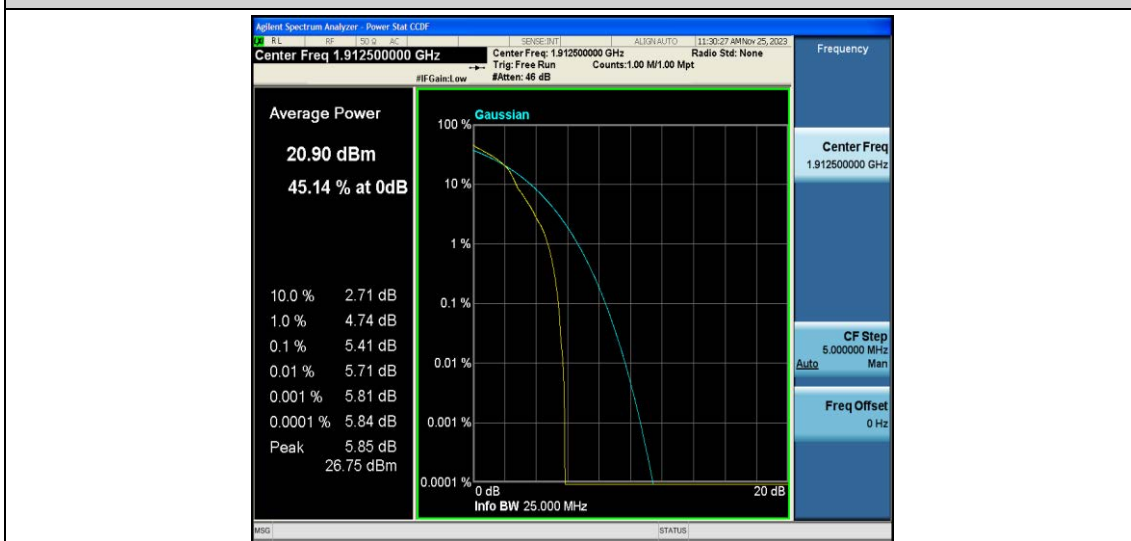 Agilent Spectrum Analyzer - Power Stat CCDF
RL RF 50 Ω AC SENSE:INT ALIGN AUTO 11:30:27 AM Nov 25, 2023
Center Freq 1.912500000 GHz
Center Freq: 1.912500000 GHz Radio Std: None
Trig: Free Run Counts:1.00 M/1.00 Mpt
#IFGain:Low #Atten: 46 dB
Frequency
Center Freq
1.912500000 GHz
CF Step
5.000000 MHz
Auto Man
Freq Offset
0 Hz
Average Power
20.90 dBm
45.14 % at 0dB
10.0 % 2.71 dB
1.0 % 4.74 dB
0.1 % 5.41 dB
0.01 % 5.71 dB
0.001 % 5.81 dB
0.0001 % 5.84 dB
Peak 5.85 dB
26.75 dBm
Gaussian
100 %
10 %
1 %
0.1 %
0.01 %
0.001 %
0.0001 %
0 dB 20 dB
Info BW 25.000 MHz
MSG STATUS